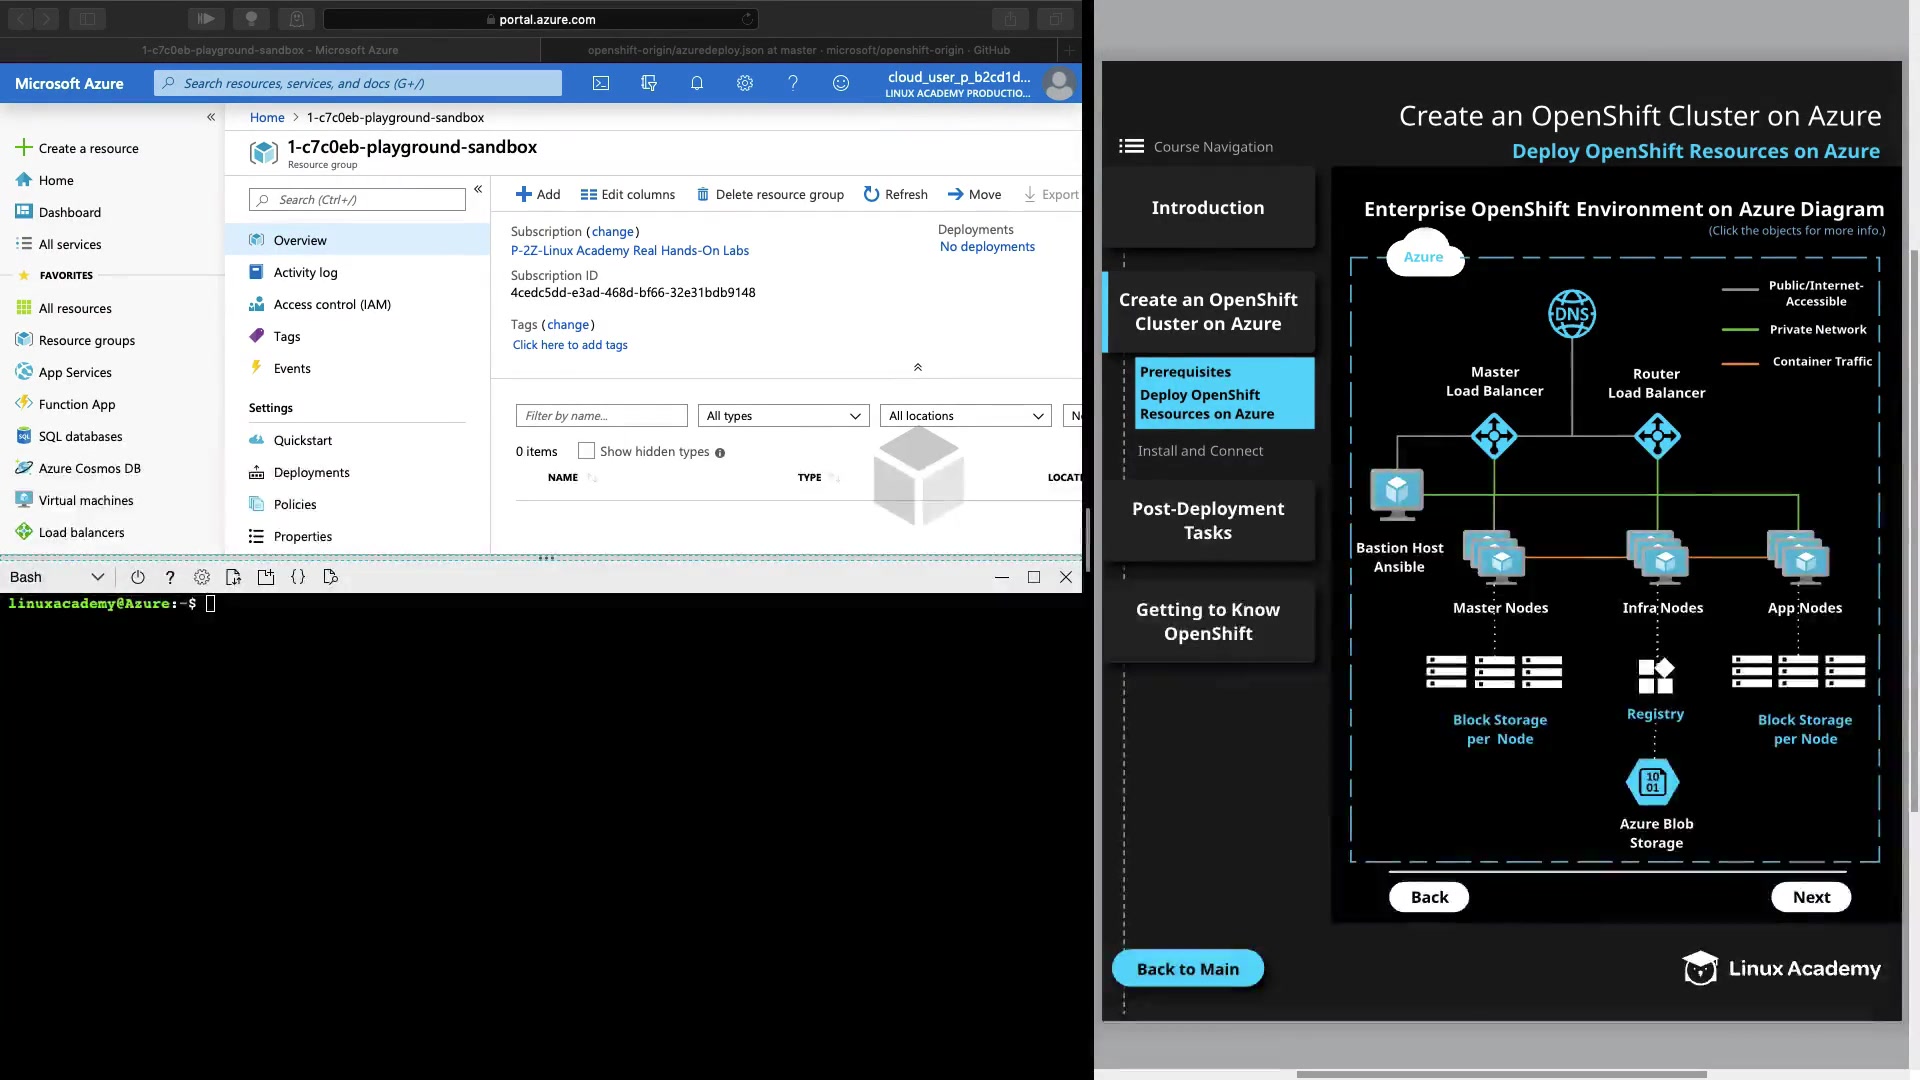 portal.azure.com
1-c7c0eb-playground-sandbox - Microsoft Azure
openshift-origin/azuredeploy.json at master · microsoft/openshift-origin · GitHub
Microsoft Azure
Search resources, services, and docs (G+/)
cloud_user_p_b2cd1d...
LINUX ACADEMY PRODUCTIO...
Create a resource
Home
Dashboard
All services
FAVORITES
All resources
Resource groups
App Services
Function App
SQL databases
Azure Cosmos DB
Virtual machines
Load balancers
Home > 1-c7c0eb-playground-sandbox
1-c7c0eb-playground-sandbox
Resource group
Search (Ctrl+/)
Overview
Activity log
Access control (IAM)
Tags
Events
Settings
Quickstart
Deployments
Policies
Properties
Add
Edit columns
Delete resource group
Refresh
Move
Export
Subscription (change)
P-2Z-Linux Academy Real Hands-On Labs
Subscription ID
4cedc5dd-e3ad-468d-bf66-32e31bdb9148
Tags (change)
Click here to add tags
Deployments
No deployments
Filter by name...
All types
All locations
0 items
Show hidden types
NAME
TYPE
LOCATI
Bash
linuxacademy@Azure:~$
Create an OpenShift Cluster on Azure
Deploy OpenShift Resources on Azure
Course Navigation
Introduction
Create an OpenShift
Cluster on Azure
Prerequisites
Deploy OpenShift
Resources on Azure
Install and Connect
Post-Deployment
Tasks
Getting to Know
OpenShift
Back to Main
Enterprise OpenShift Environment on Azure Diagram
(Click the objects for more info.)
Azure
DNS
Public/Internet-
Accessible
Private Network
Container Traffic
Master
Load Balancer
Router
Load Balancer
Bastion Host
Ansible
Master Nodes
Infra Nodes
App Nodes
Block Storage
per Node
Registry
Block Storage
per Node
10
01
Azure Blob
Storage
Back
Next
Linux Academy